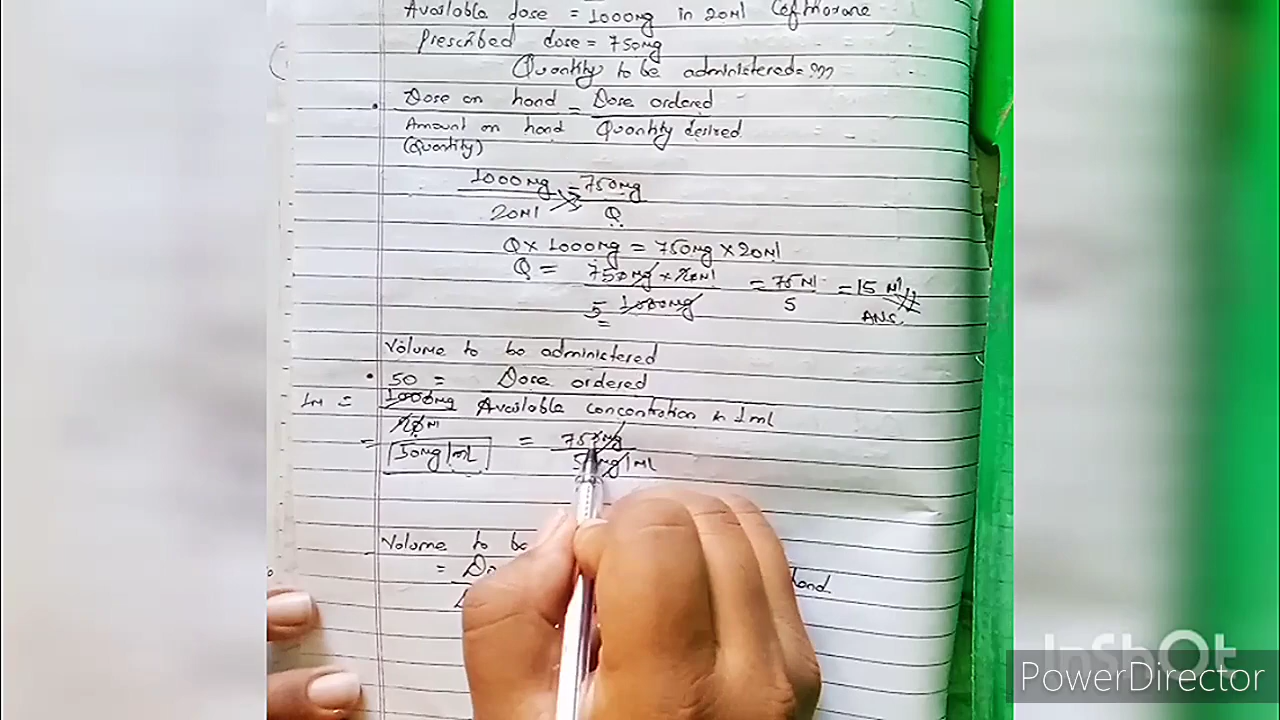 Available dose = 1000mg in 20ml
Prescribed dose = 750mg
Quantity to be administered = ???
Dose on hand = Dose ordered
Amount on hand Quantity desired
(Quantity)
1000mg = 750mg
20ml Q
Q × 1000mg = 750mg × 20ml
Q = 750mg × 20ml = 75ml = 15 ml
5 1000mg 5 ANS
Volume to be administered
50 = Dose ordered
1000mg Available concentration in 1ml
20ml
= 50mg/ml = 750mg
mg/ml
Volume to be
=
hand
InShOt
PowerDirector